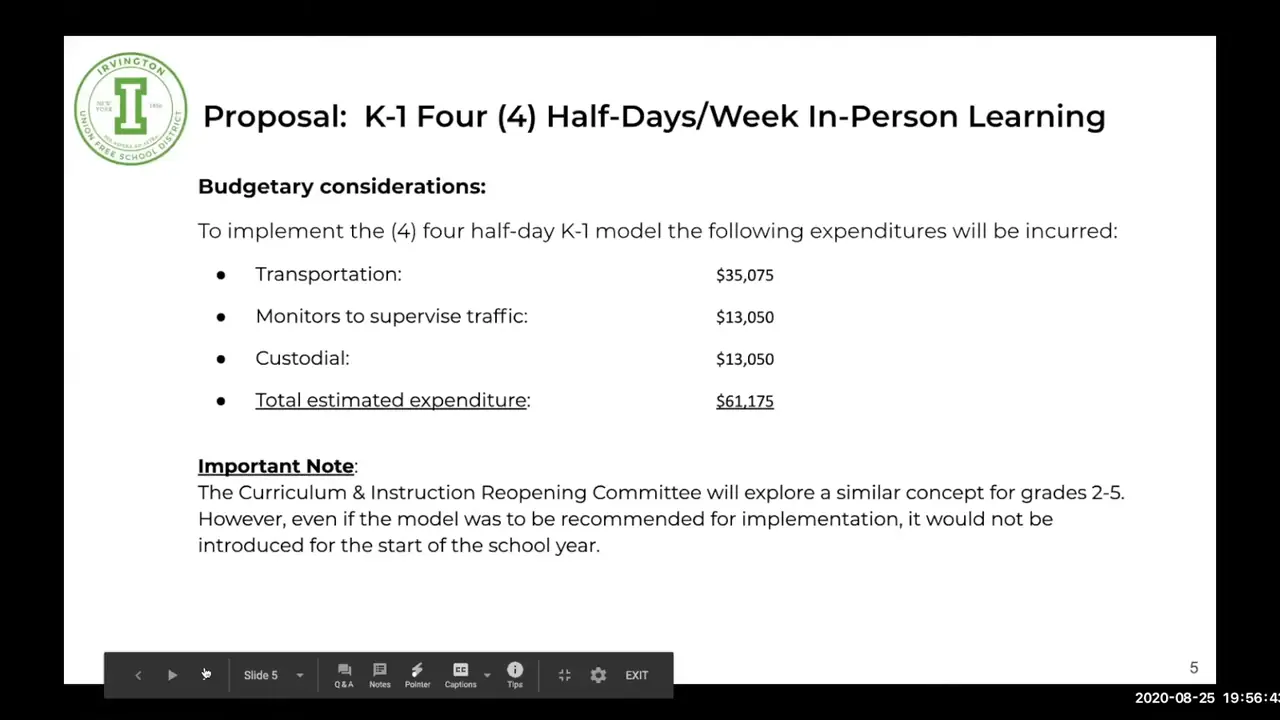 IRVINGTON
NEW YORK
1956
UNION FREE SCHOOL DISTRICT
Proposal: K-1 Four (4) Half-Days/Week In-Person Learning
Budgetary considerations:
To implement the (4) four half-day K-1 model the following expenditures will be incurred:
● Transportation: $35,075
● Monitors to supervise traffic: $13,050
● Custodial: $13,050
● Total estimated expenditure: $61,175
Important Note:
The Curriculum & Instruction Reopening Committee will explore a similar concept for grades 2-5.
However, even if the model was to be recommended for implementation, it would not be
introduced for the start of the school year.
Slide 5
Q&A
Notes
Pointer
CC
Captions
Tips
EXIT
5
2020-08-25 19:56:4